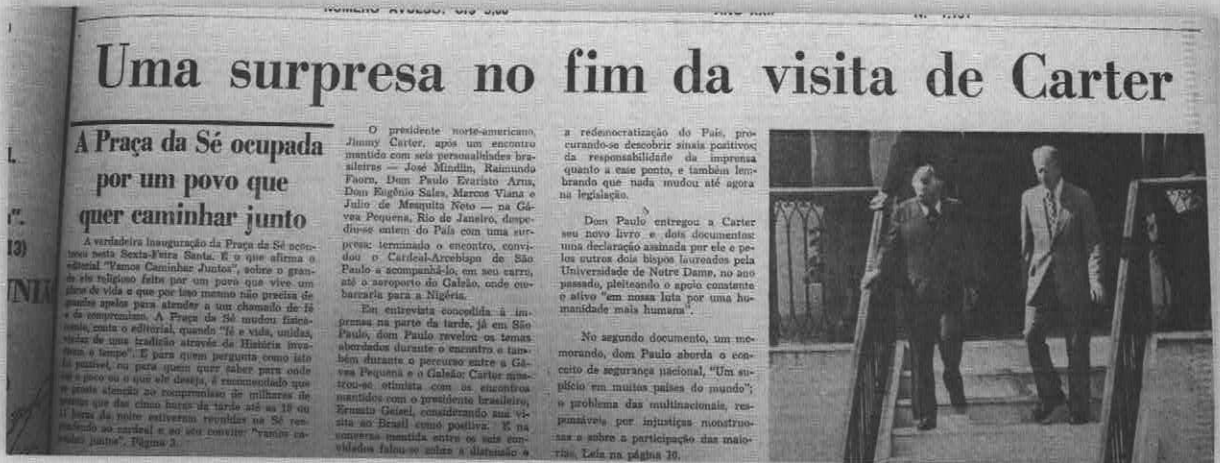 NUMERO AVULSO: Cr$ 3,00
ANO XXII
N.
Uma surpresa no fim da visita de Carter
A Praça da Sé ocupada
por um povo que
quer caminhar junto
A verdadeira inauguração da Praça da Sé acon-
teceu nesta Sexta-Feira Santa. É o que afirma o
editorial "Vamos Caminhar Juntos", sobre o gran-
de ato religioso feito por um povo que vive um
plano de vida e que por isso mesmo não precisa de
grandes apelos para atender a um chamado de fé
e de compromisso. A Praça da Sé mudou fisica-
mente, conta o editorial, quando "fé e vida, unidas,
vindas de uma tradição através da História inva-
dem o tempo". E para quem pergunta como isto
foi possível, ou para quem quer saber para onde
vai o povo ou o que ele deseja, é recomendado que
se preste atenção ao compromisso de milhares de
pessoas que das cinco horas da tarde até as 10 ou
11 horas da noite estiveram reunidas na Sé res-
pondendo ao cardeal e ao seu convite: "vamos ca-
minhar juntos". Página 3.
O presidente norte-americano,
Jimmy Carter, após um encontro
mantido com seis personalidades bra-
sileiras — José Mindlin, Raimundo
Faoro, Dom Paulo Evaristo Arns,
Dom Eugênio Sales, Marcos Viana e
Julio de Mesquita Neto — na Gá-
vea Pequena, Rio de Janeiro, despe-
diu-se ontem do País com uma sur-
presa: terminado o encontro, convi-
dou o Cardeal-Arcebispo de São
Paulo a acompanhá-lo, em seu carro,
até o aeroporto do Galeão, onde em-
barcaria para a Nigéria.
Em entrevista concedida à im-
prensa na parte da tarde, já em São
Paulo, dom Paulo revelou os temas
abordados durante o encontro e tam-
bém durante o percurso entre a Gá-
vea Pequena e o Galeão: Carter mos-
trou-se otimista com os encontros
mantidos com o presidente brasileiro,
Ernesto Geisel, considerando sua vi-
sita ao Brasil como positiva. E na
conversa mantida entre os seis con-
vidados falou-se sobre a distensão e
a redemocratização do País, pro-
curando-se descobrir sinais positivos;
da responsabilidade da imprensa
quanto a esse ponto, e também lem-
brando que nada mudou até agora
na legislação.
Dom Paulo entregou a Carter
seu novo livro e dois documentos:
uma declaração assinada por ele e pe-
los outros dois bispos laureados pela
Universidade de Notre Dame, no ano
passado, pleiteando o apoio constante
e ativo "em nossa luta por uma hu-
manidade mais humana".
No segundo documento, um me-
morando, dom Paulo aborda o con-
ceito de segurança nacional, "Um su-
plício em muitos países do mundo";
o problema das multinacionais, res-
ponsáveis por injustiças monstruo-
sas e sobre a participação das maio-
rias. Leia na página 10.